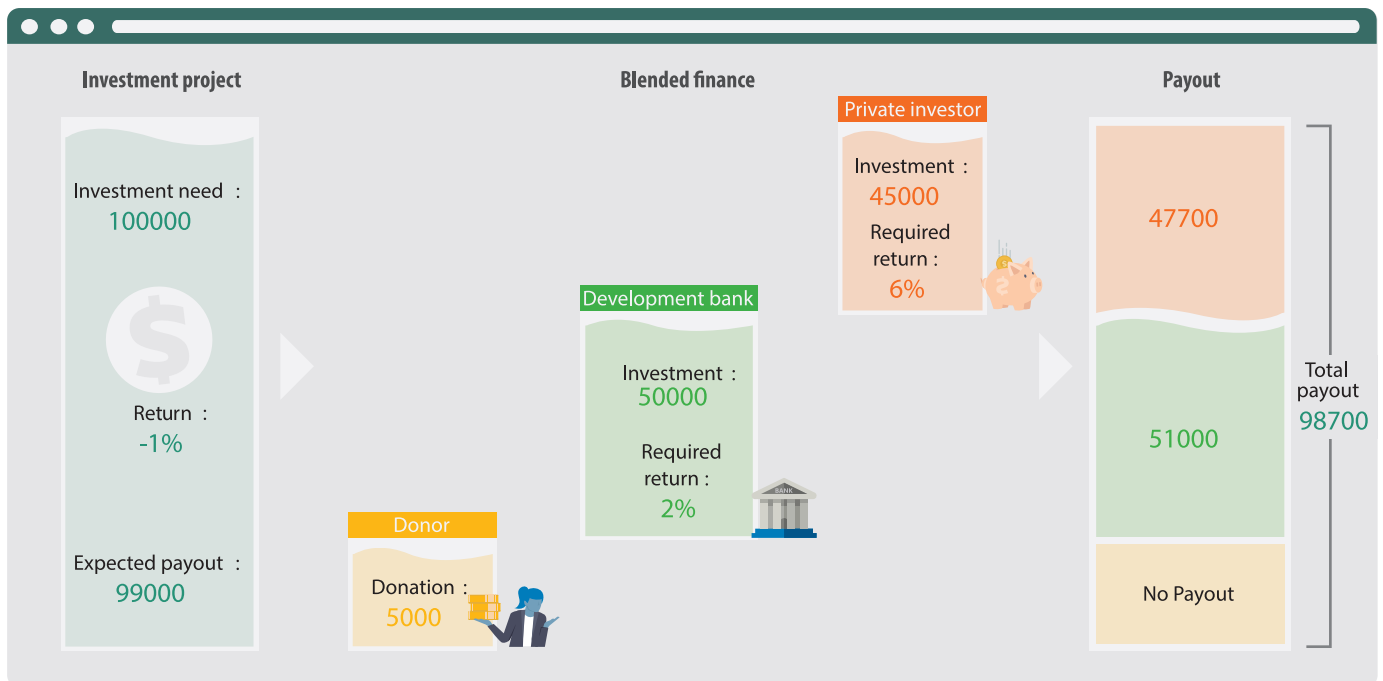 Investment project
Blended finance
Payout
Investment need :
100000
Return :
-1%
Expected payout :
99000
Donor
Donation :
5000
Development bank
Investment :
50000
Required
return :
2%
BANK
Private investor
Investment :
45000
Required
return :
6%
47700
51000
No Payout
Total
payout
98700